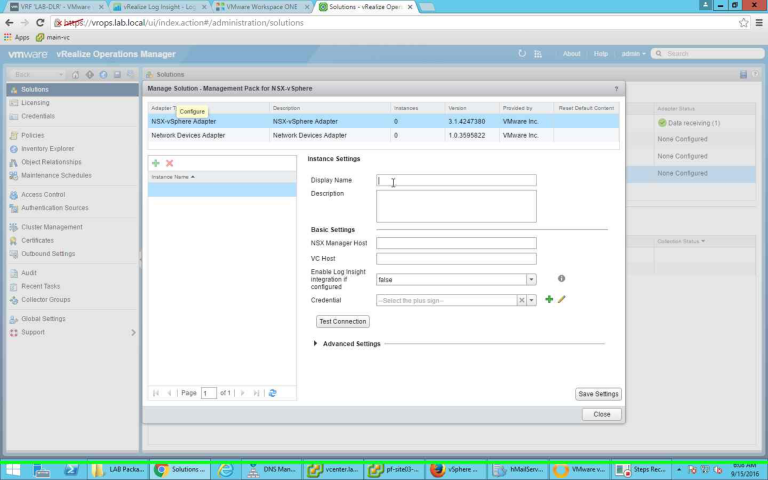 VRF 'LAB-DLR' - VMwar
vRealize Log Insight - Log
VMware Workspace ONE
Solutions - vRealize Oper
https://vrops.lab.local/ui/index.action#/administration/solutions
Apps
main-vc
vmware vRealize Operations Manager
About
Help
admin
Search
Back
Solutions
Solutions
Licensing
Credentials
Policies
Inventory Explorer
Object Relationships
Maintenance Schedules
Access Control
Authentication Sources
Cluster Management
Certificates
Outbound Settings
Audit
Recent Tasks
Collector Groups
Global Settings
Support
Manage Solution - Management Pack for NSX-vSphere
?
Adapter T
Description
Instances
Version
Provided by
Reset Default Content
Configure
NSX-vSphere Adapter
NSX-vSphere Adapter
0
3.1.4247380
VMware Inc.
Network Devices Adapter
Network Devices Adapter
0
1.0.3595822
VMware Inc.
Instance Name
Instance Settings
Display Name
Description
Basic Settings
NSX Manager Host
VC Host
Enable Log Insight
integration if
configured
false
Credential
--Select the plus sign--
Test Connection
Advanced Settings
Page 1 of 1
Save Settings
Close
Adapter Status
Data receiving (1)
None Configured
None Configured
None Configured
Collection Status
LAB Packa...
Solutions ...
DNS Man...
vcenter.la...
pf-site03-...
vSphere ...
hMailServ...
VMware v...
Steps Rec...
6:08 AM
9/15/2016